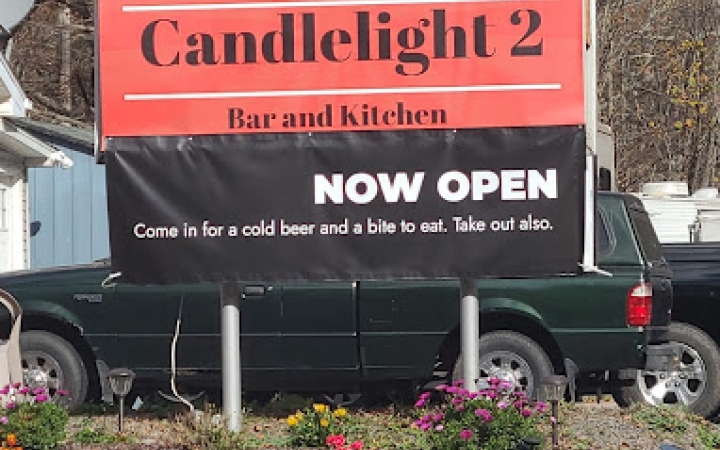 Candlelight 2
Bar and Kitchen
NOW OPEN
Come in for a cold beer and a bite to eat. Take out also.